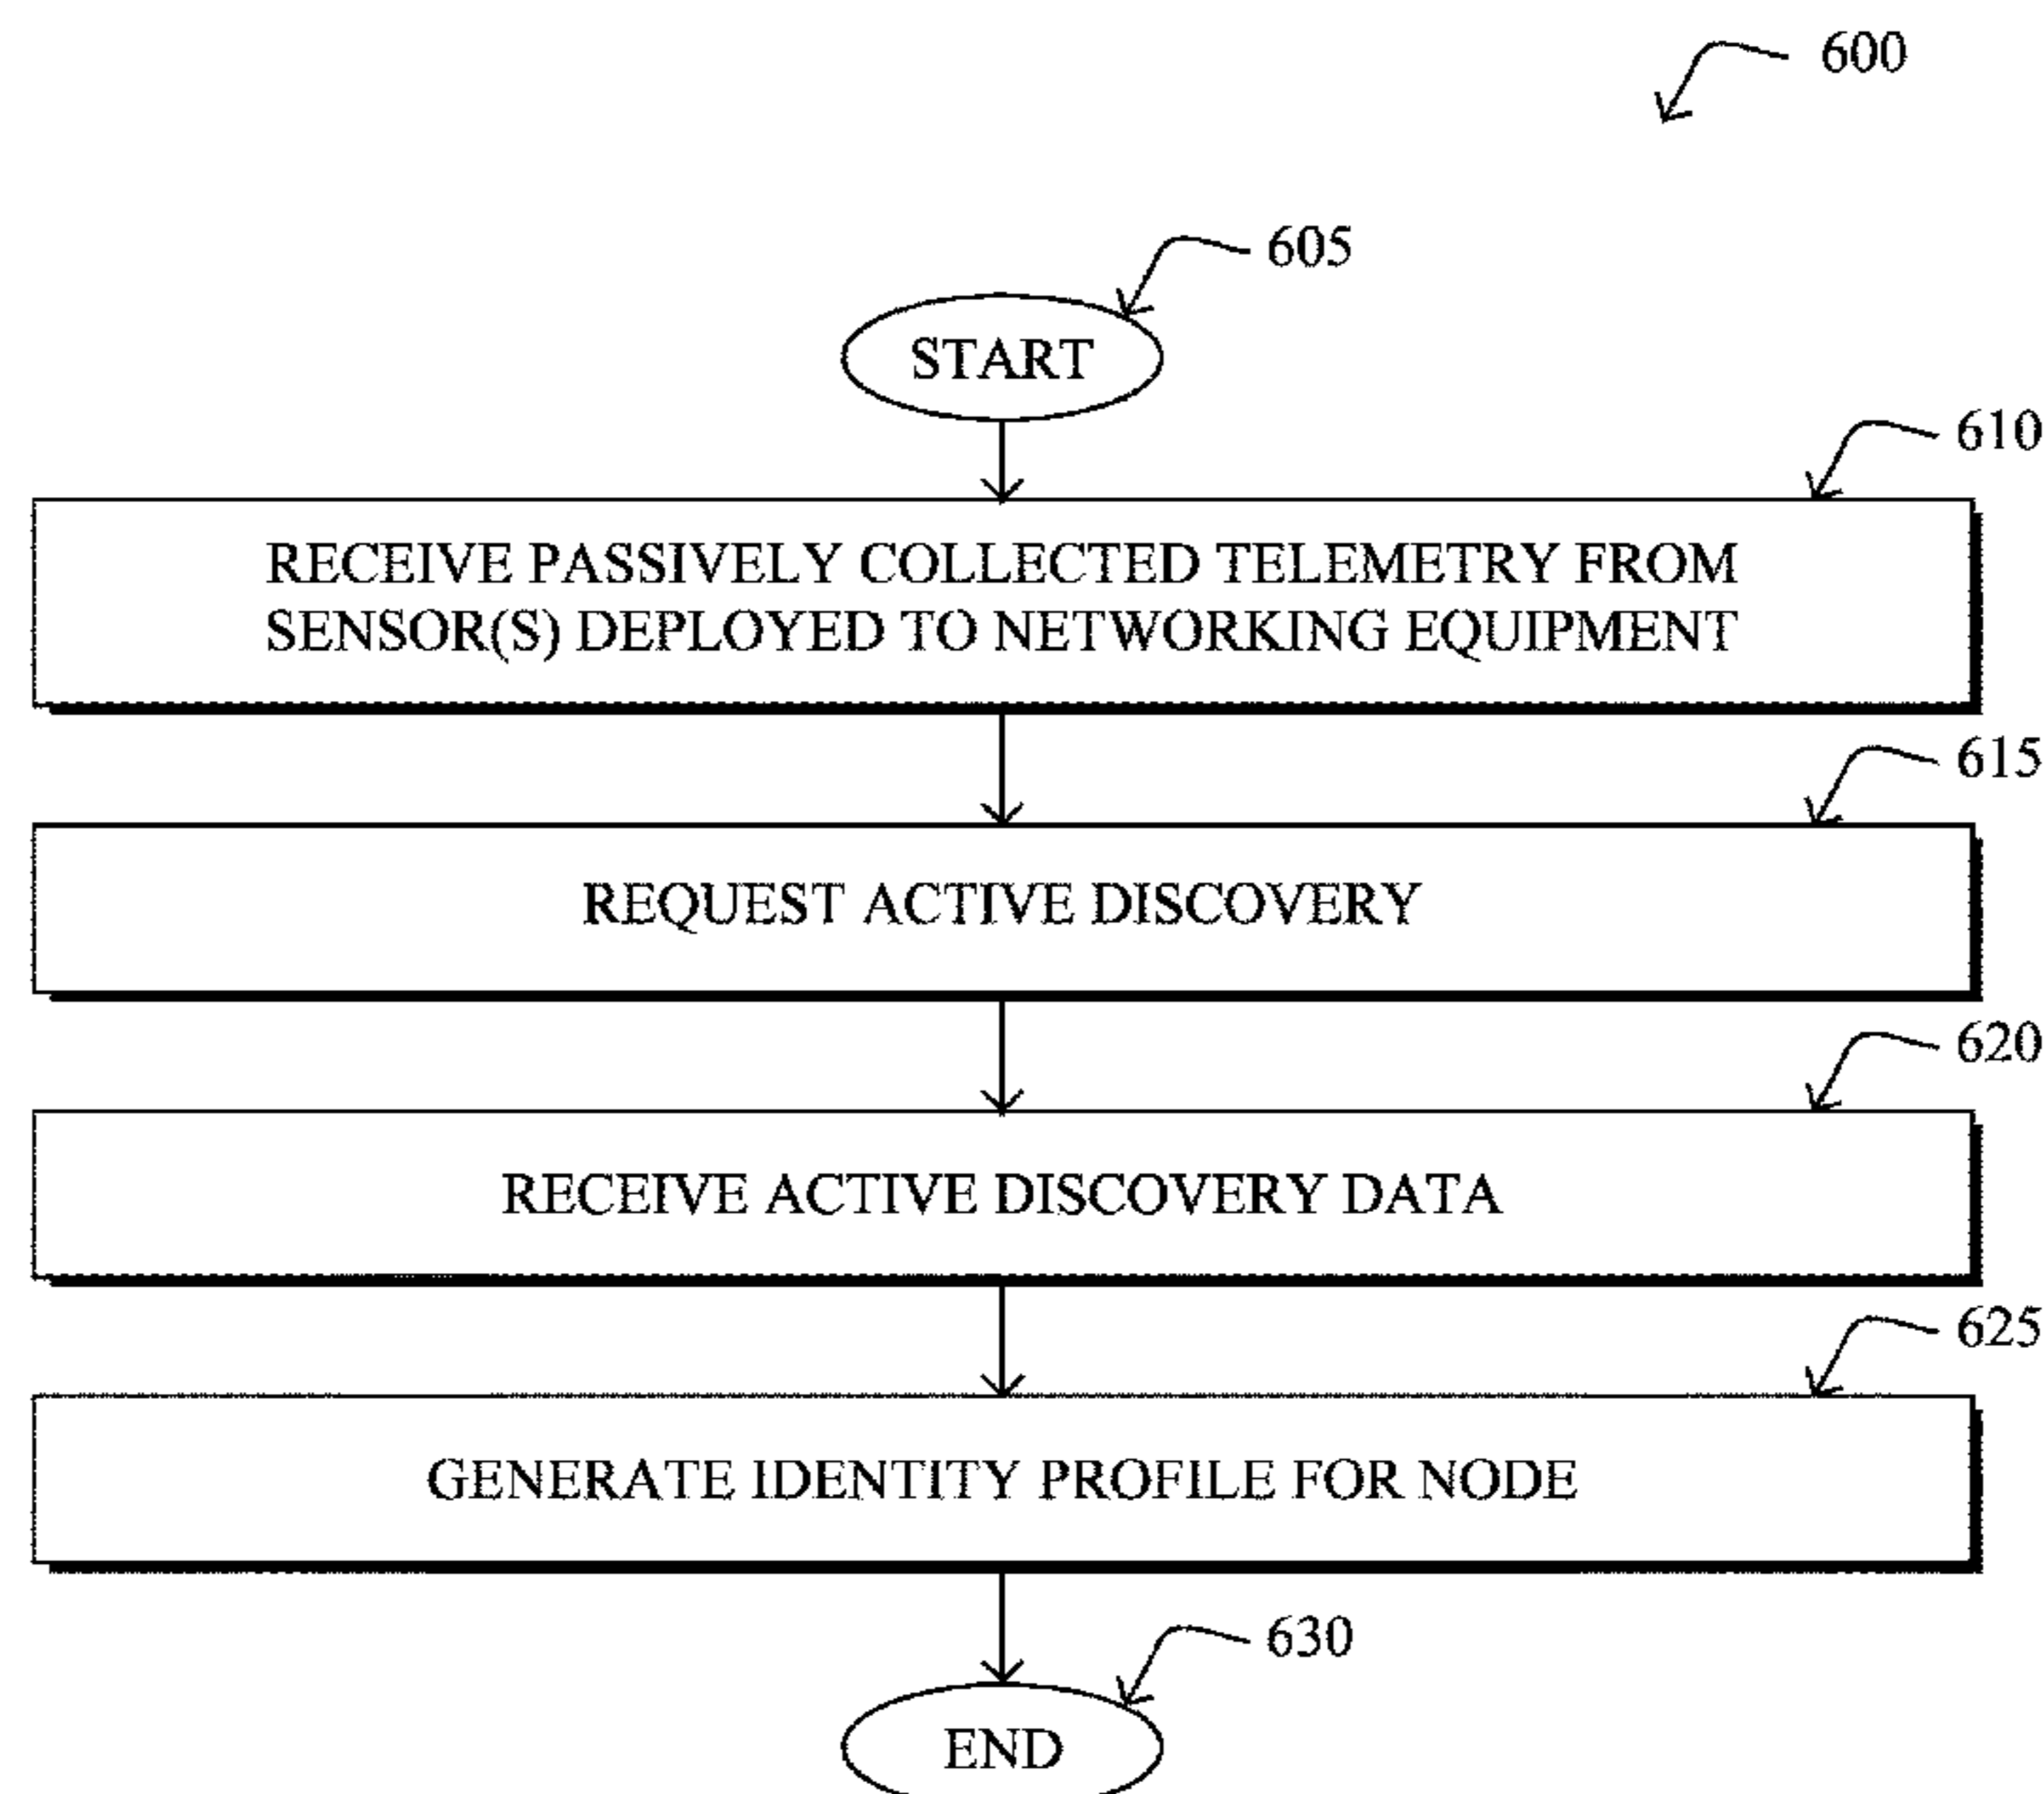 600
605
START
610
RECEIVE PASSIVELY COLLECTED TELEMETRY FROM
SENSOR(S) DEPLOYED TO NETWORKING EQUIPMENT
615
REQUEST ACTIVE DISCOVERY
620
RECEIVE ACTIVE DISCOVERY DATA
625
GENERATE IDENTITY PROFILE FOR NODE
630
END